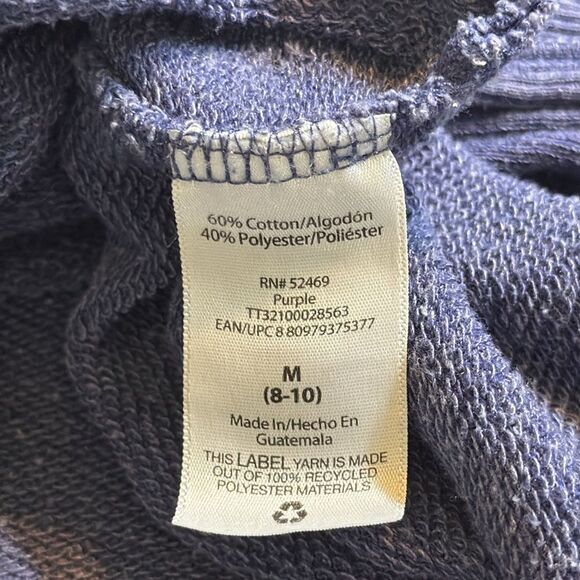 60% Cotton/Algodón
40% Polyester/Poliéster
RN# 52469
Purple
TT32100028563
EAN/UPC 8 80979375377
M
(8-10)
Made In/Hecho En
Guatemala
THIS LABEL YARN IS MADE
OUT OF 100% RECYCLED
POLYESTER MATERIALS